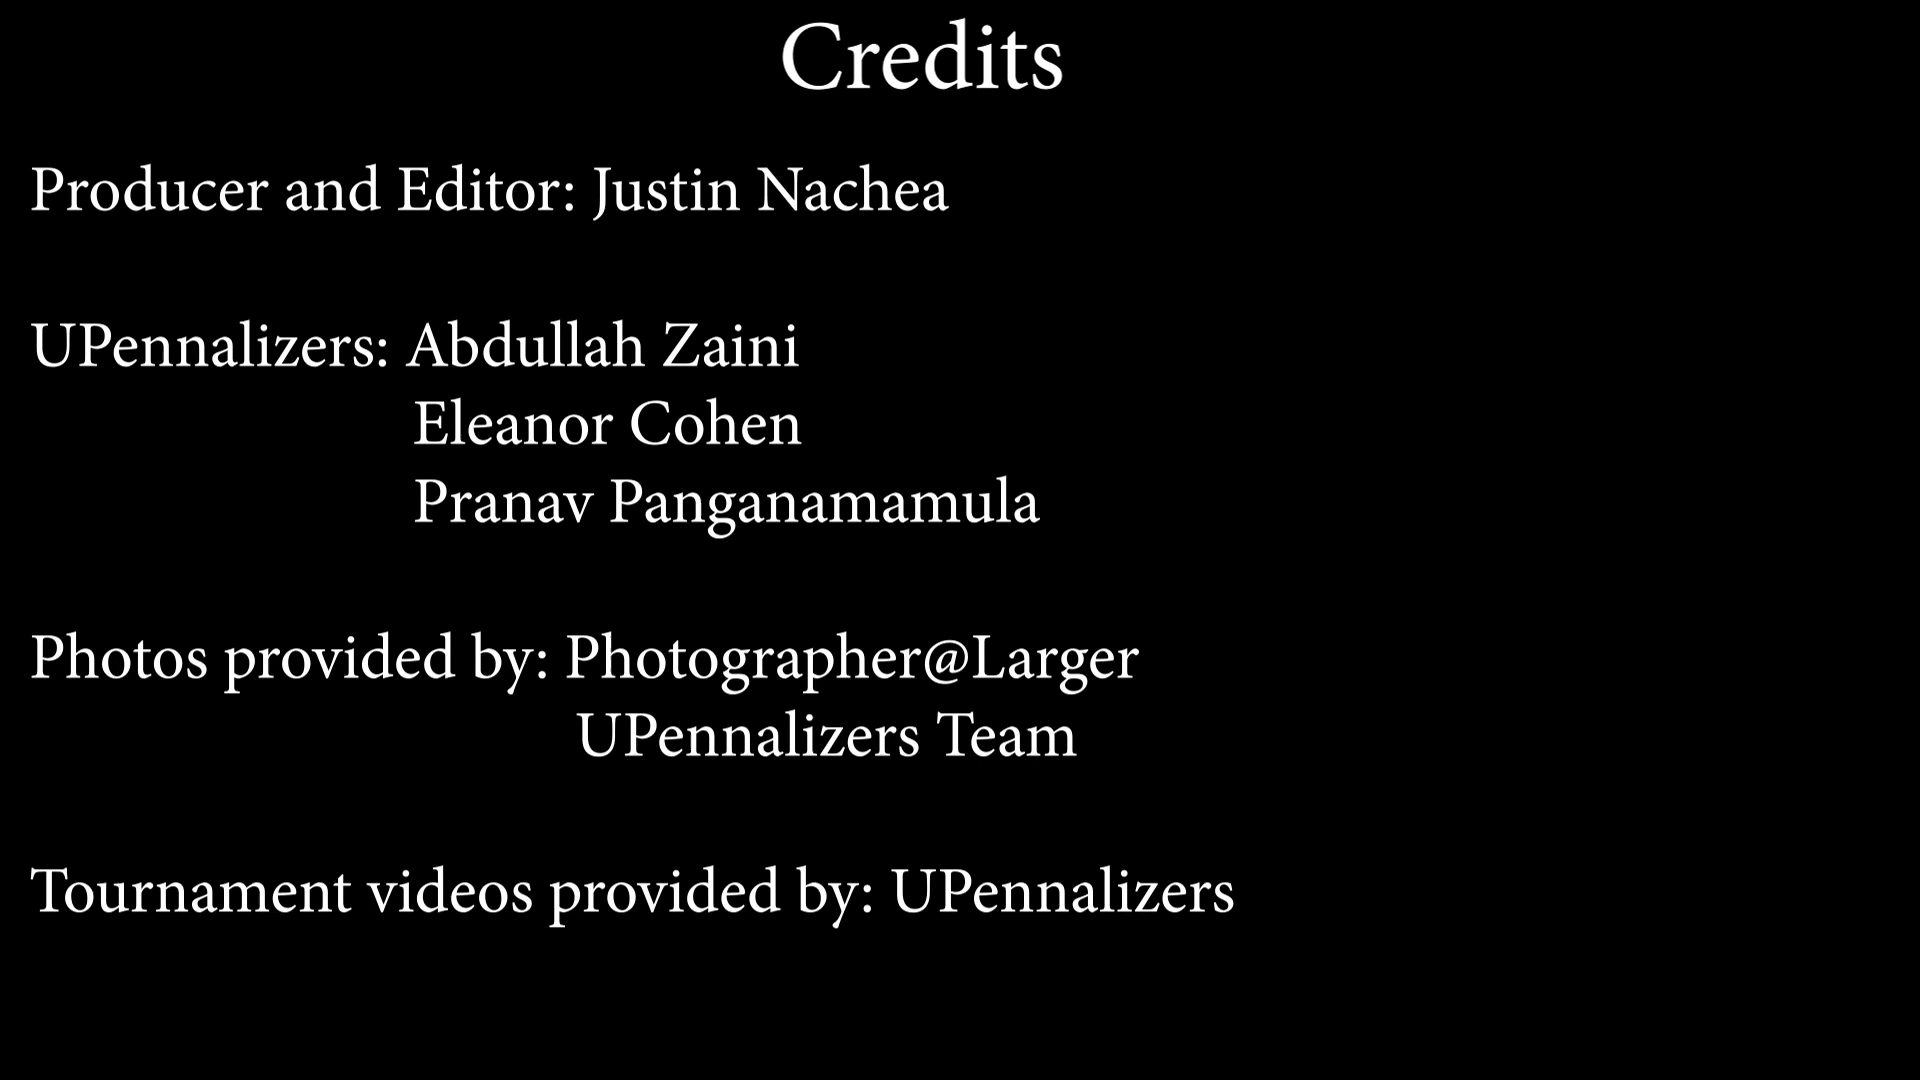 Credits
Producer and Editor: Justin Nachea
UPennalizers: Abdullah Zaini
Eleanor Cohen
Pranav Panganamamula
Photos provided by: Photographer@Larger
UPennalizers Team
Tournament videos provided by: UPennalizers